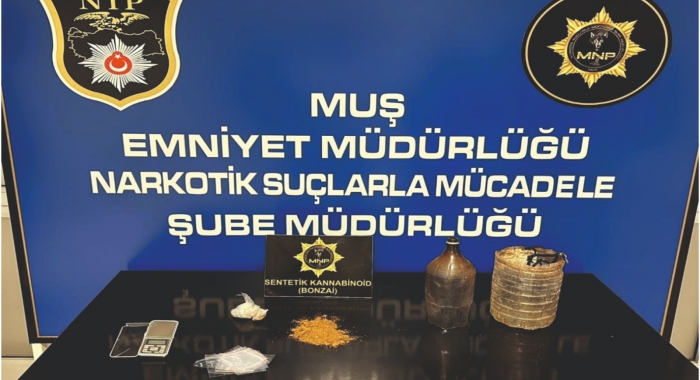 NTP
MNP
MUŞ
EMNİYET MÜDÜRLÜĞÜ
NARKOTİK SUÇLARLA MÜCADELE
ŞUBE MÜDÜRLÜĞÜ
MNP
SENTETİK KANNABİNOİD
(BONZAİ)